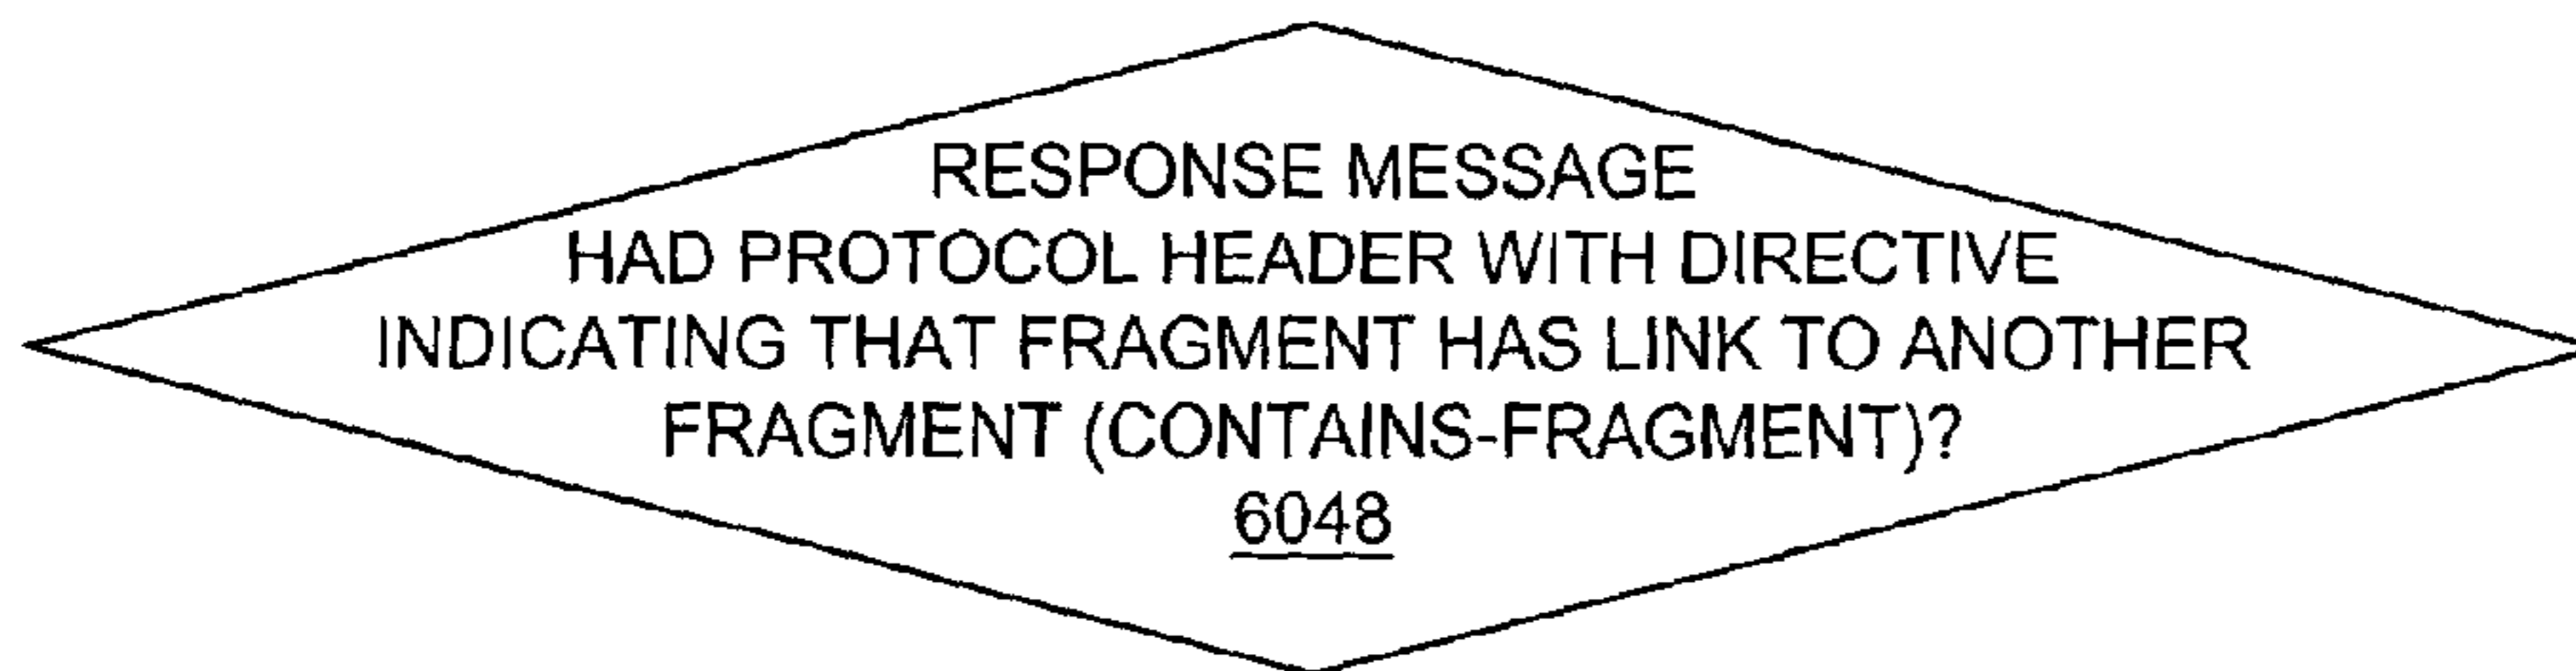 RESPONSE MESSAGE
HAD PROTOCOL HEADER WITH DIRECTIVE
INDICATING THAT FRAGMENT HAS LINK TO ANOTHER
FRAGMENT (CONTAINS-FRAGMENT)?
6048